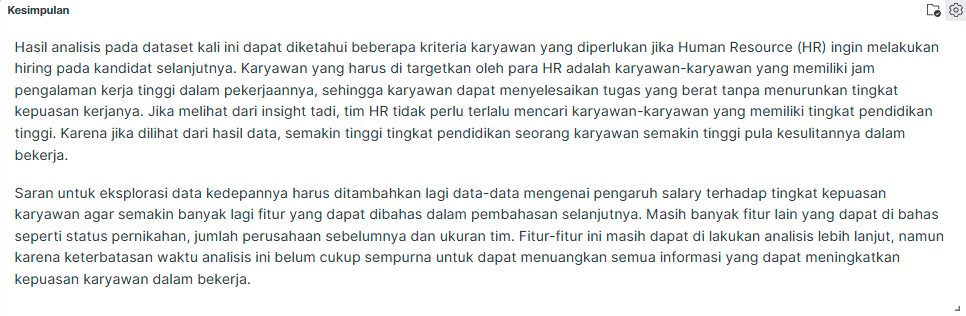 Kesimpulan
Hasil analisis pada dataset kali ini dapat diketahui beberapa kriteria karyawan yang diperlukan jika Human Resource (HR) ingin melakukan
hiring pada kandidat selanjutnya. Karyawan yang harus di targetkan oleh para HR adalah karyawan-karyawan yang memiliki jam
pengalaman kerja tinggi dalam pekerjaannya, sehingga karyawan dapat menyelesaikan tugas yang berat tanpa menurunkan tingkat
kepuasan kerjanya. Jika melihat dari insight tadi, tim HR tidak perlu terlalu mencari karyawan-karyawan yang memiliki tingkat pendidikan
tinggi. Karena jika dilihat dari hasil data, semakin tinggi tingkat pendidikan seorang karyawan semakin tinggi pula kesulitannya dalam
bekerja.
Saran untuk eksplorasi data kedepannya harus ditambahkan lagi data-data mengenai pengaruh salary terhadap tingkat kepuasan
karyawan agar semakin banyak lagi fitur yang dapat dibahas dalam pembahasan selanjutnya. Masih banyak fitur lain yang dapat di bahas
seperti status pernikahan, jumlah perusahaan sebelumnya dan ukuran tim. Fitur-fitur ini masih dapat di lakukan analisis lebih lanjut, namun
karena keterbatasan waktu analisis ini belum cukup sempurna untuk dapat menuangkan semua informasi yang dapat meningkatkan
kepuasan karyawan dalam bekerja.